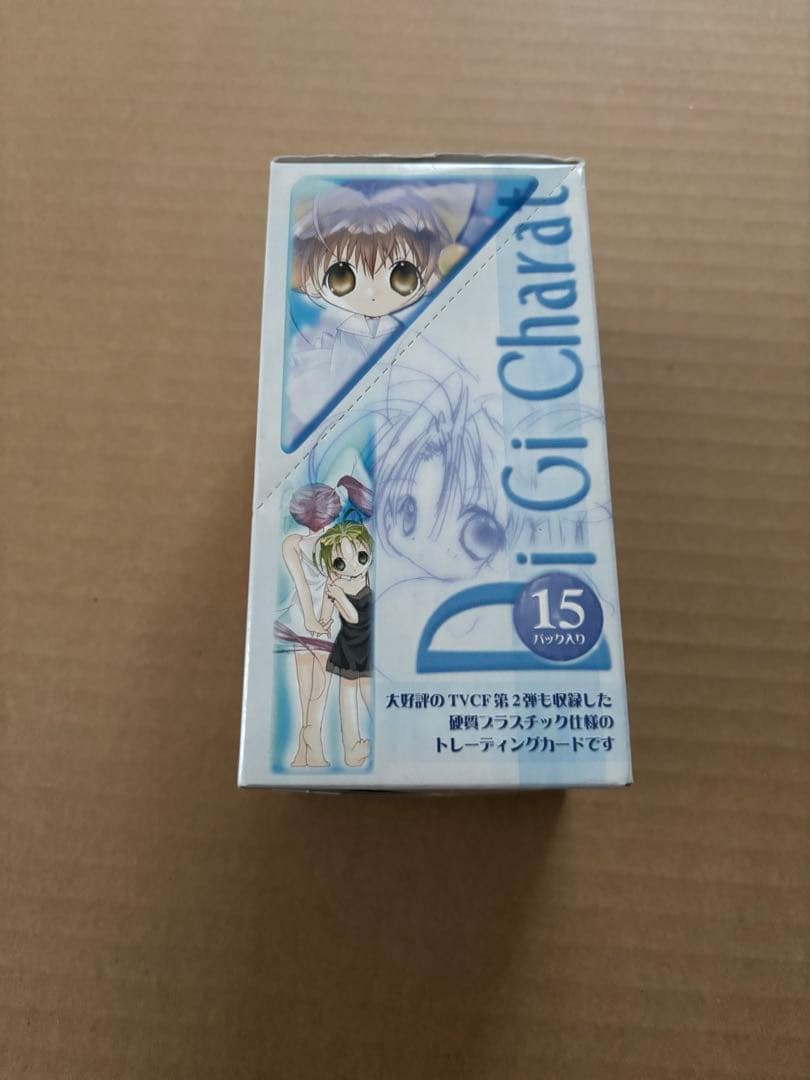 Di Gi Charat
15
パック入り
大好評のTVCF第2弾も収録した
硬質プラスチック仕様の
トレーディングカードです